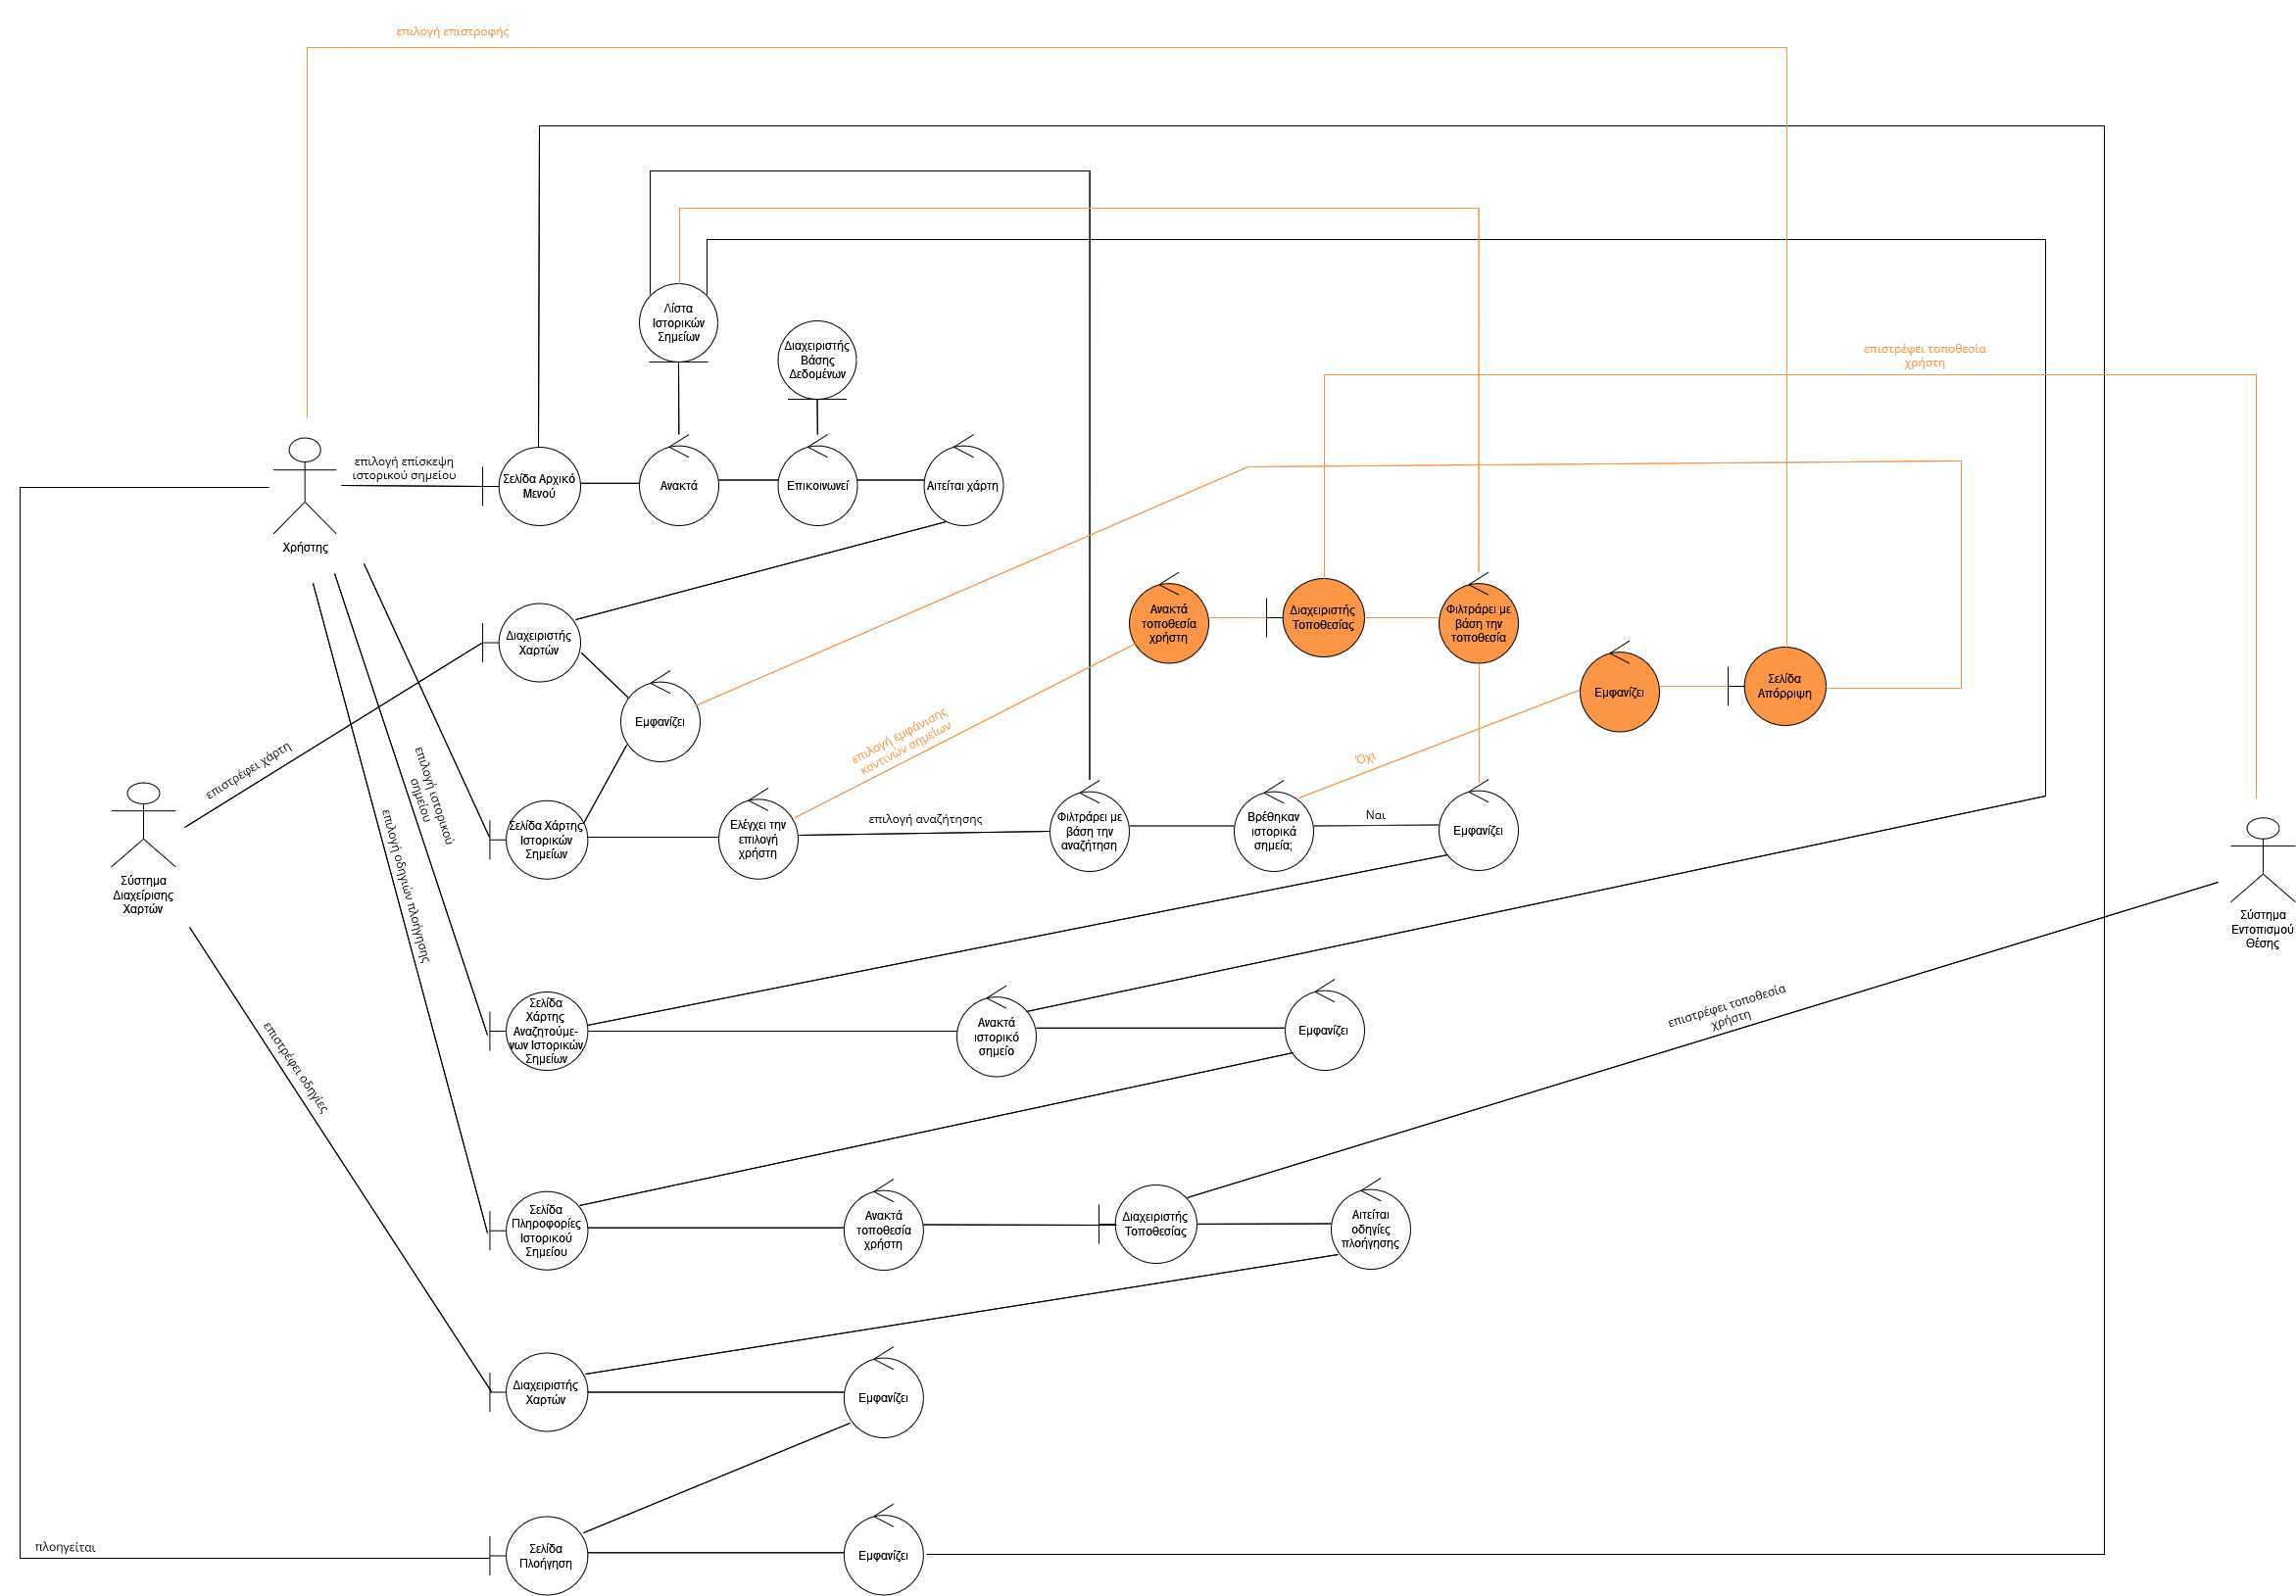 επιλογή επιστροφής
Λίστα
Ιστορικών
Σημείων
Διαχειριστής
Βάσης
Δεδομένων
επιστρέφει τοποθεσία
χρήστη
Χρήστης
επιλογή επίσκεψη
ιστορικού σημείου
Σελίδα Αρχικό
Μενού
Ανακτά
Επικοινωνεί
Αιτείται χάρτη
Διαχειριστής
Χαρτών
Εμφανίζει
Ανακτά
τοποθεσία
χρήστη
Διαχειριστής
Τοποθεσίας
Φιλτράρει με
βάση την
τοποθεσία
Εμφανίζει
Σελίδα
Απόρριψη
επιστρέφει χάρτη
επιλογή ιστορικού
σημείου
επιλογή εμφάνισης
κοντινών σημείων
Όχι
Σύστημα
Διαχείρισης
Χαρτών
επιλογή οδηγιών πλοήγησης
Σελίδα Χάρτης
Ιστορικών
Σημείων
Ελέγχει την
επιλογή
χρήστη
επιλογή αναζήτησης
Φιλτράρει με
βάση την
αναζήτηση
Βρέθηκαν
ιστορικά
σημεία;
Ναι
Εμφανίζει
Σύστημα
Εντοπισμού
Θέσης
Σελίδα
Χάρτης
Αναζητούμε-
νων Ιστορικών
Σημείων
Ανακτά
ιστορικό
σημείο
Εμφανίζει
επιστρέφει τοποθεσία
χρήστη
επιστρέφει οδηγίες
Σελίδα
Πληροφορίες
Ιστορικού
Σημείου
Ανακτά
τοποθεσία
χρήστη
Διαχειριστής
Τοποθεσίας
Αιτείται
οδηγίες
πλοήγησης
Διαχειριστής
Χαρτών
Εμφανίζει
πλοηγείται
Σελίδα
Πλοήγηση
Εμφανίζει